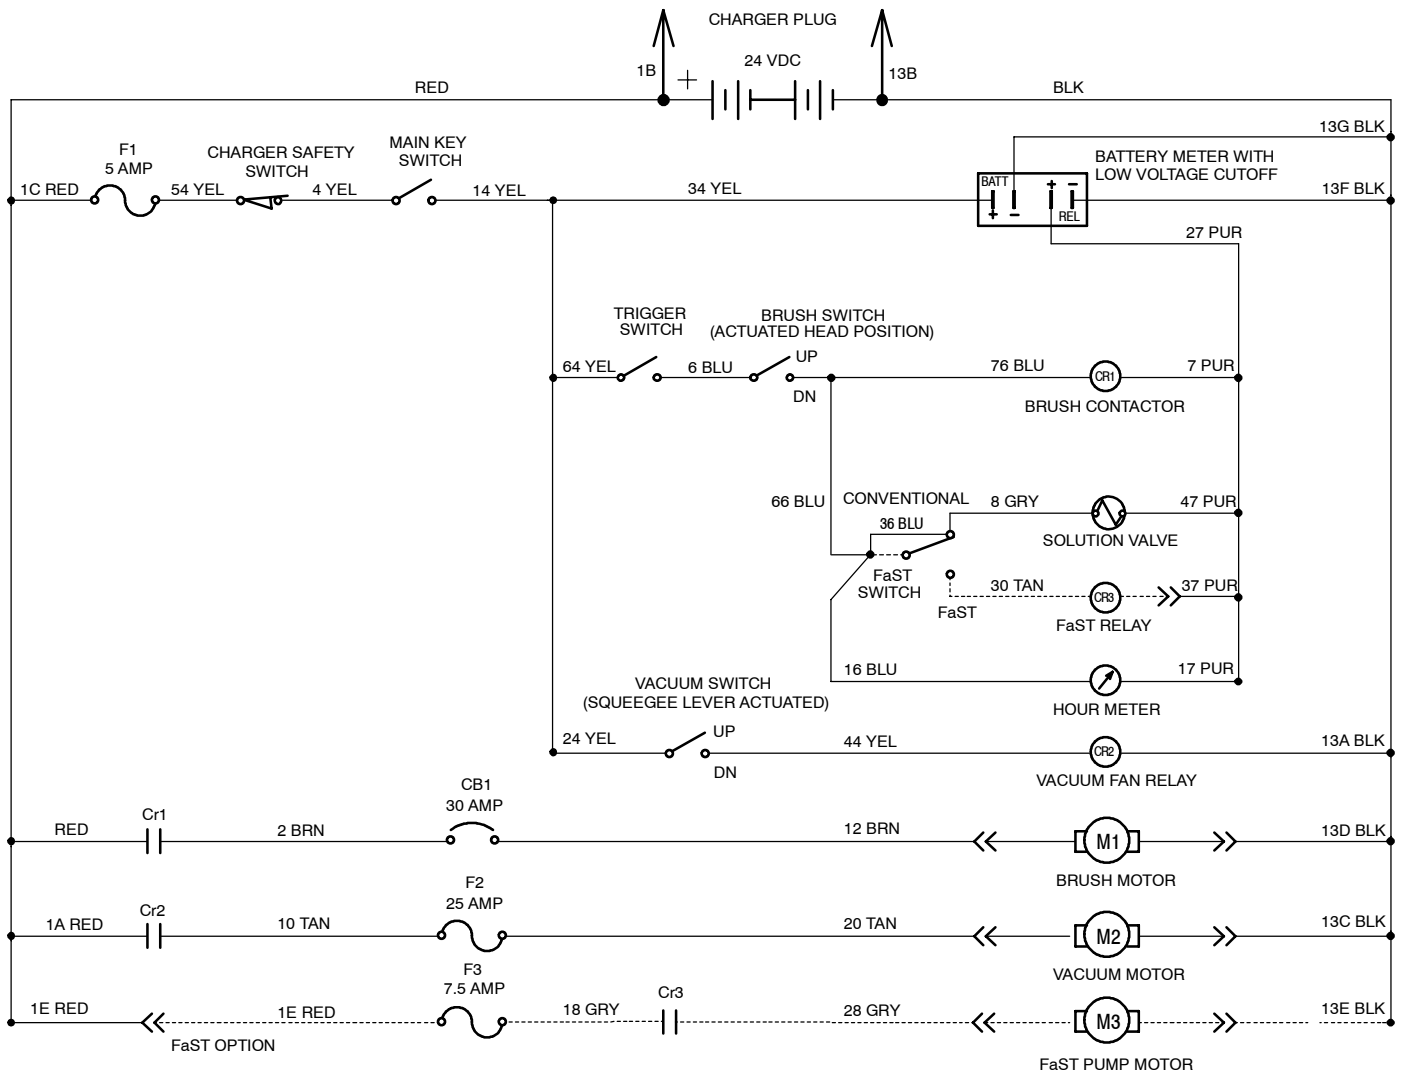 CHARGER PLUG
24 VDC
1B
+
13B
RED
BLK
13G BLK
F1
5 AMP
CHARGER SAFETY
SWITCH
MAIN KEY
SWITCH
BATTERY METER WITH
LOW VOLTAGE CUTOFF
1C RED
54 YEL
4 YEL
14 YEL
34 YEL
BATT
+ −
+ −
REL
13F BLK
27 PUR
TRIGGER
SWITCH
BRUSH SWITCH
(ACTUATED HEAD POSITION)
UP
64 YEL
6 BLU
DN
76 BLU
CR1
7 PUR
BRUSH CONTACTOR
66 BLU
CONVENTIONAL
8 GRY
47 PUR
36 BLU
SOLUTION VALVE
FaST
SWITCH
30 TAN
CR3
37 PUR
FaST
FaST RELAY
16 BLU
17 PUR
HOUR METER
VACUUM SWITCH
(SQUEEGEE LEVER ACTUATED)
24 YEL
UP
DN
44 YEL
CR2
13A BLK
VACUUM FAN RELAY
CB1
30 AMP
RED
Cr1
2 BRN
12 BRN
M1
13D BLK
BRUSH MOTOR
F2
25 AMP
1A RED
Cr2
10 TAN
20 TAN
M2
13C BLK
VACUUM MOTOR
F3
7.5 AMP
1E RED
1E RED
18 GRY
Cr3
28 GRY
M3
13E BLK
FaST OPTION
FaST PUMP MOTOR